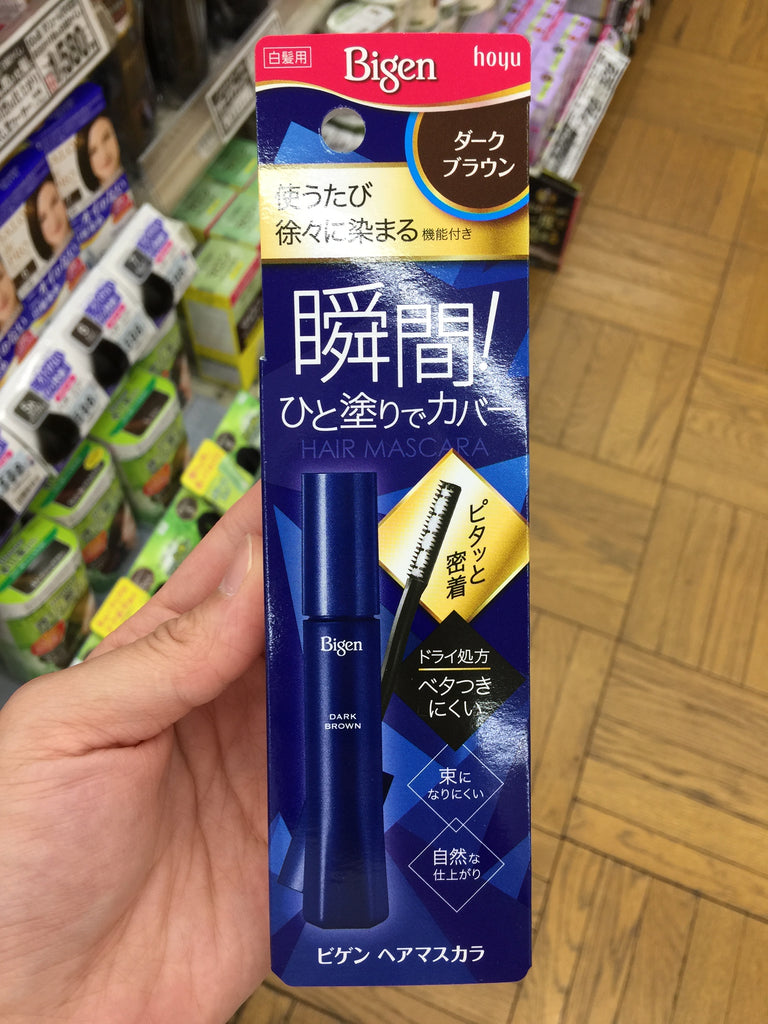 白髪用
Bigen
hoyu
ダーク
ブラウン
使うたび
徐々に染まる 機能付き
瞬間!
ひと塗りでカバー
HAIR MASCARA
ピタッと
密着
Bigen
DARK
BROWN
ドライ処方
ベタつき
にくい
束に
なりにくい
自然な
仕上がり
ビゲン ヘアマスカラ